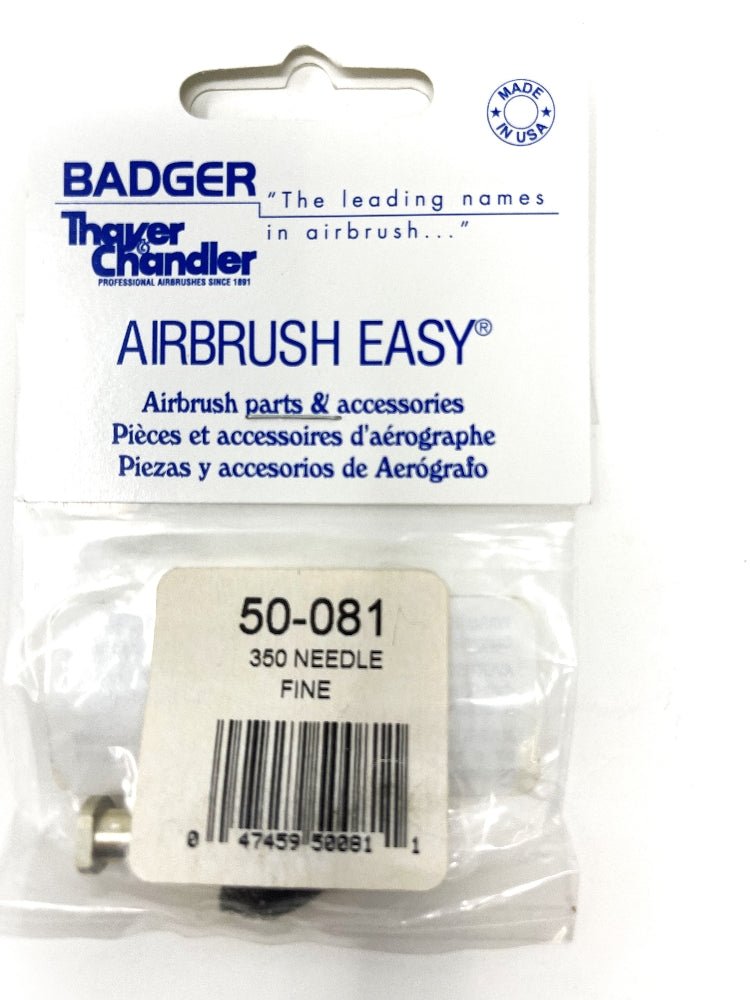 MADE IN USA
BADGER
"The leading names
in airbrush..."
Thayer & Chandler
PROFESSIONAL AIRBRUSHES SINCE 1891
AIRBRUSH EASY®
Airbrush parts & accessories
Pièces et accessoires d'aérographe
Piezas y accesorios de Aerógrafo
50-081
350 NEEDLE
FINE
0 47459 50081 1